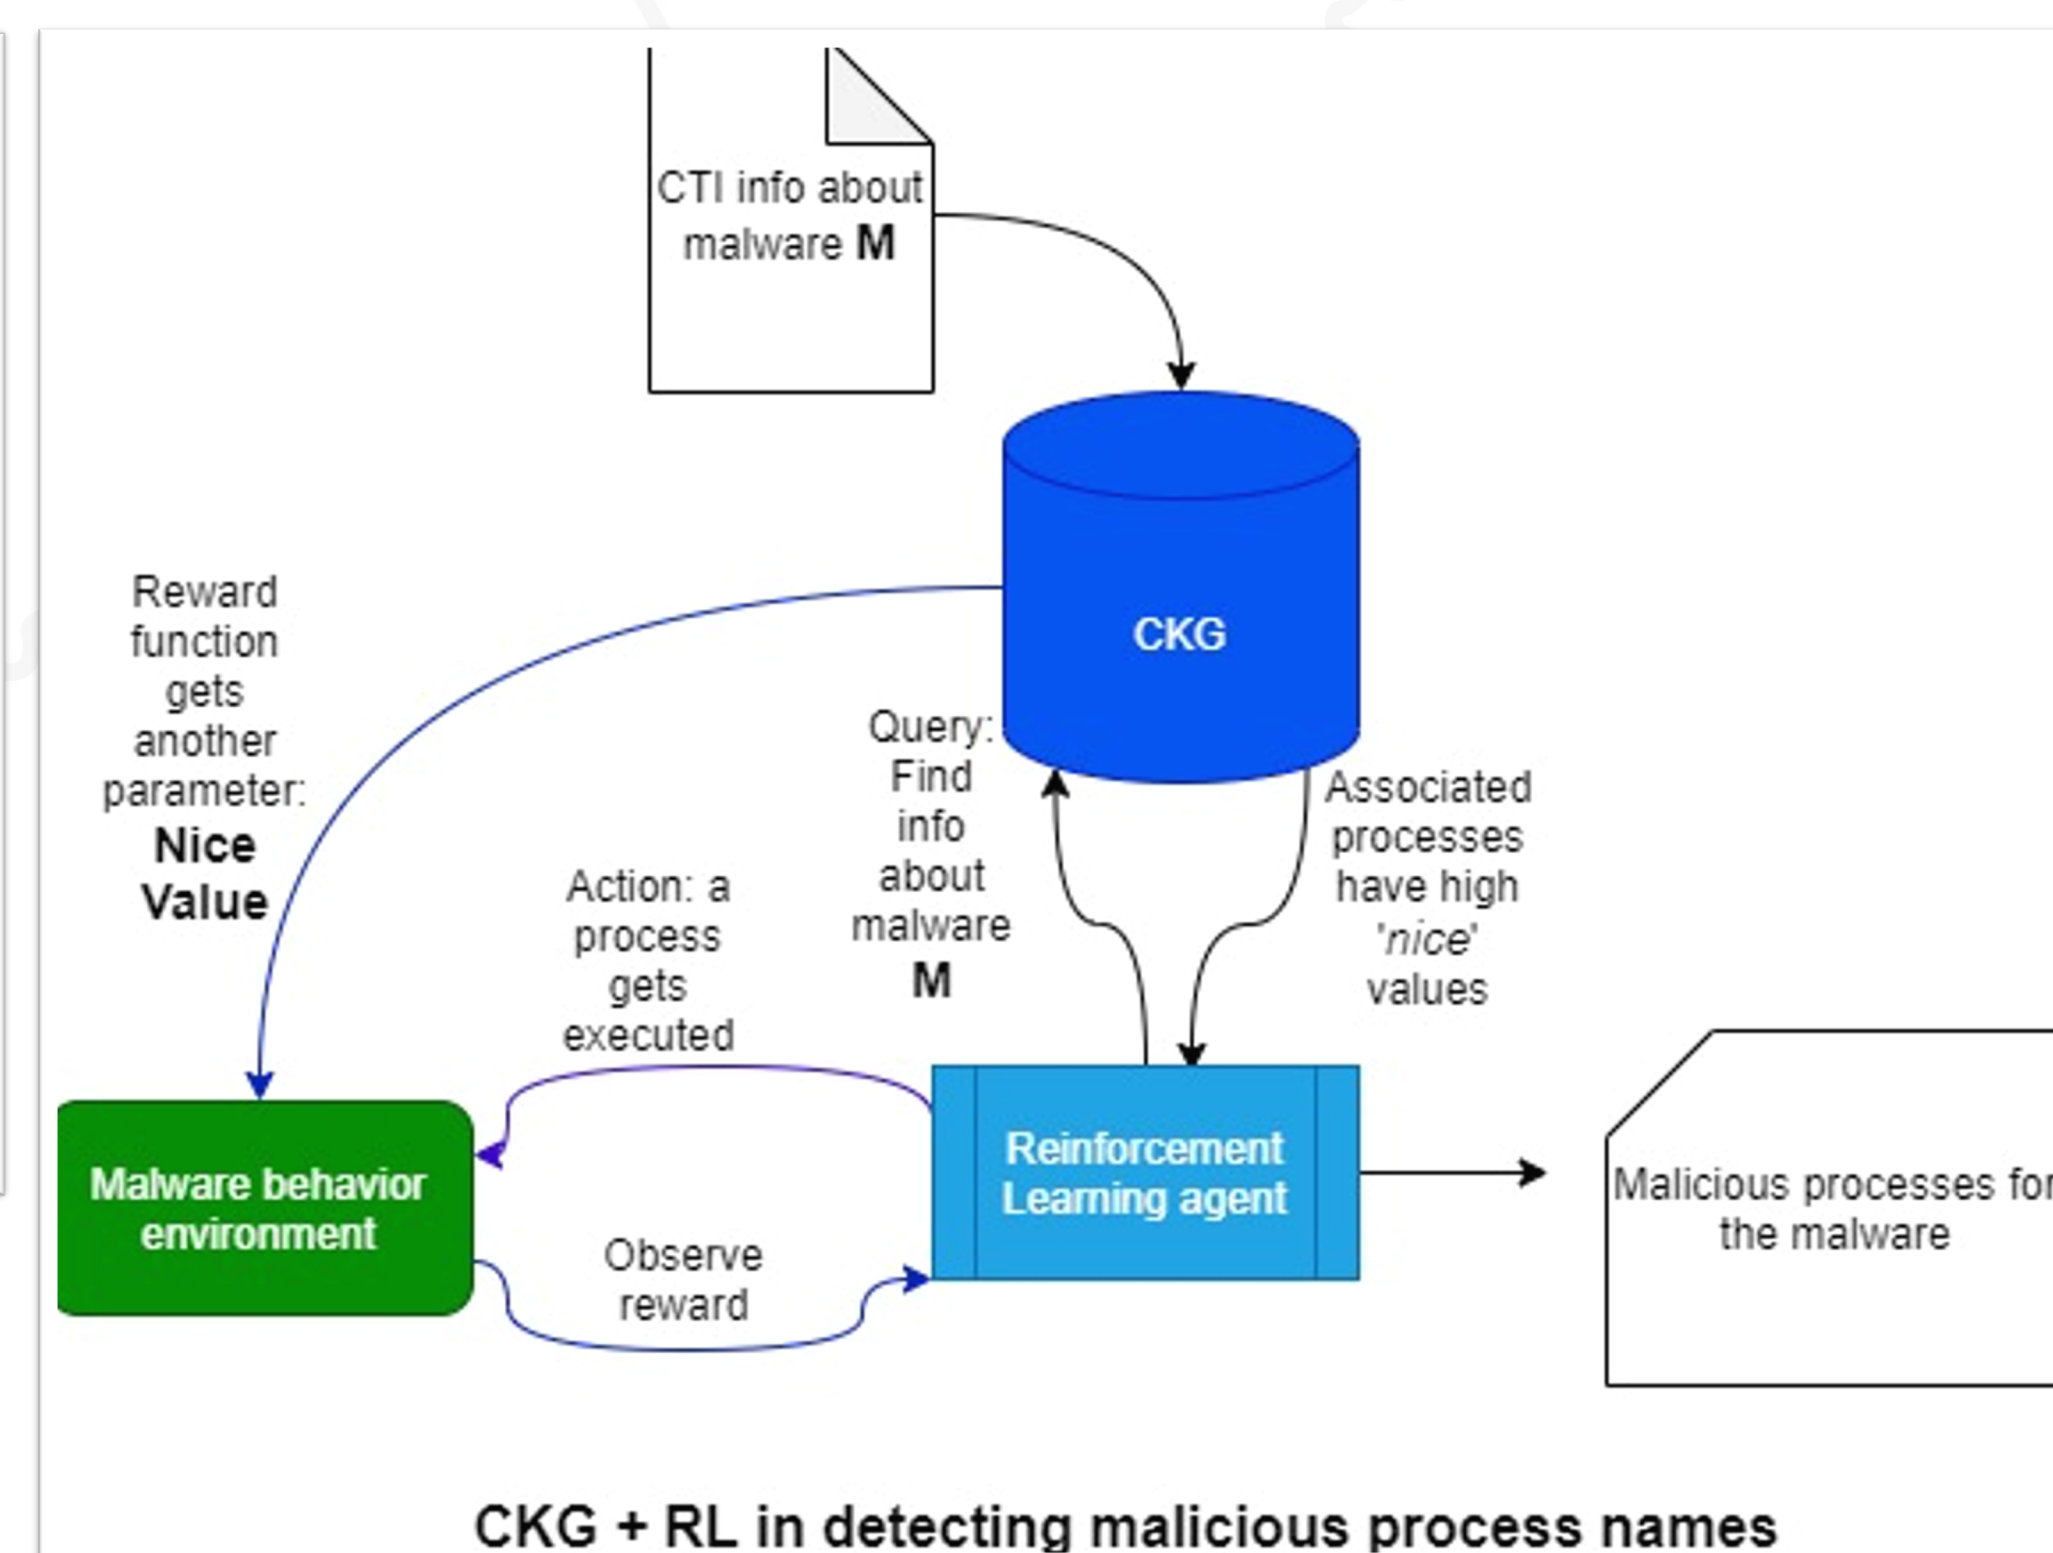 CTI info about
malware M
CKG
Reward
function
gets
another
parameter:
Nice
Value
Query:
Find
info
about
malware
M
Associated
processes
have high
'nice'
values
Action: a
process
gets
executed
Malware behavior
environment
Observe
reward
Reinforcement
Learning agent
Malicious processes for
the malware
CKG + RL in detecting malicious process names